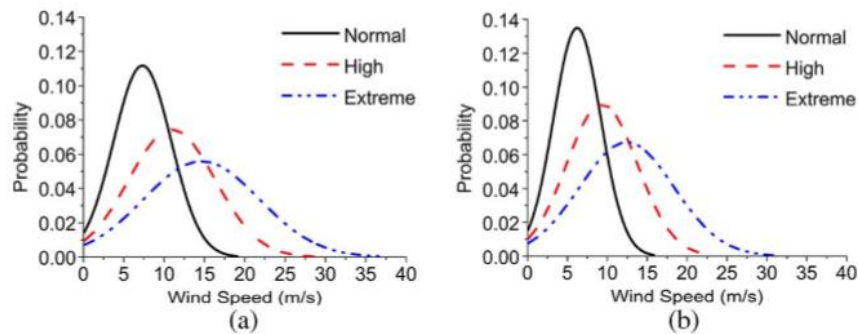 0.14
0.12
0.10
0.08
0.06
0.04
0.02
0.00
Probability
Normal
High
Extreme
0 5 10 15 20 25 30 35 40
Wind Speed (m/s)
(a)
0.14
0.12
0.10
0.08
0.06
0.04
0.02
0.00
Probability
Normal
High
Extreme
0 5 10 15 20 25 30 35 40
Wind Speed (m/s)
(b)